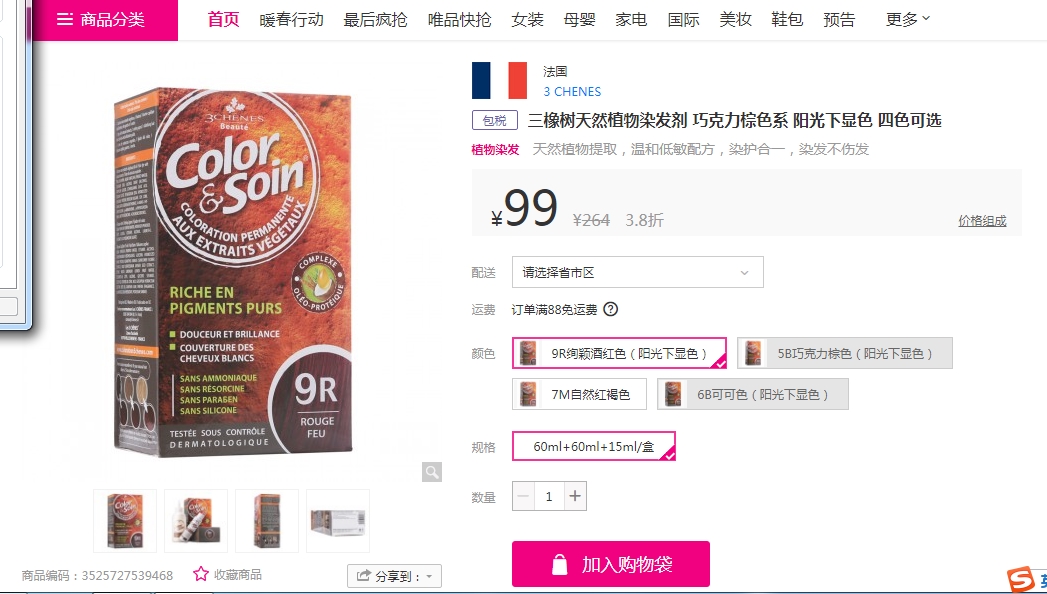 商品分类
首页 暖春行动 最后疯抢 唯品快抢 女装 母婴 家电 国际 美妆 鞋包 预告 更多
法国
3 CHENES
包税 三橡树天然植物染发剂 巧克力棕色系 阳光下显色 四色可选
植物染发 天然植物提取，温和低敏配方，染护合一，染发不伤发
¥99 ¥264 3.8折 价格组成
配送 请选择省市区
运费 订单满88免运费 ?
颜色 9R绚颖酒红色（阳光下显色） 5B巧克力棕色（阳光下显色）
7M自然红褐色 6B可可色（阳光下显色）
规格 60ml+60ml+15ml/盒
数量 1 +
加入购物袋
3CHENES
Beauté
Color
& Soin
COLORATION PERMANENTE
AUX EXTRAITS VÉGÉTAUX
COMPLEXE
OLÉO-PROTÉIQUE
RICHE EN
PIGMENTS PURS
DOUCEUR ET BRILLANCE
COUVERTURE DES
CHEVEUX BLANCS
SANS AMMONIAQUE
SANS RÉSORCINE
SANS PARABEN
SANS SILICONE
9R
ROUGE
FEU
TESTÉE SOUS CONTRÔLE
DERMATOLOGIQUE
商品编码：3525727539468 收藏商品 分享到：
S